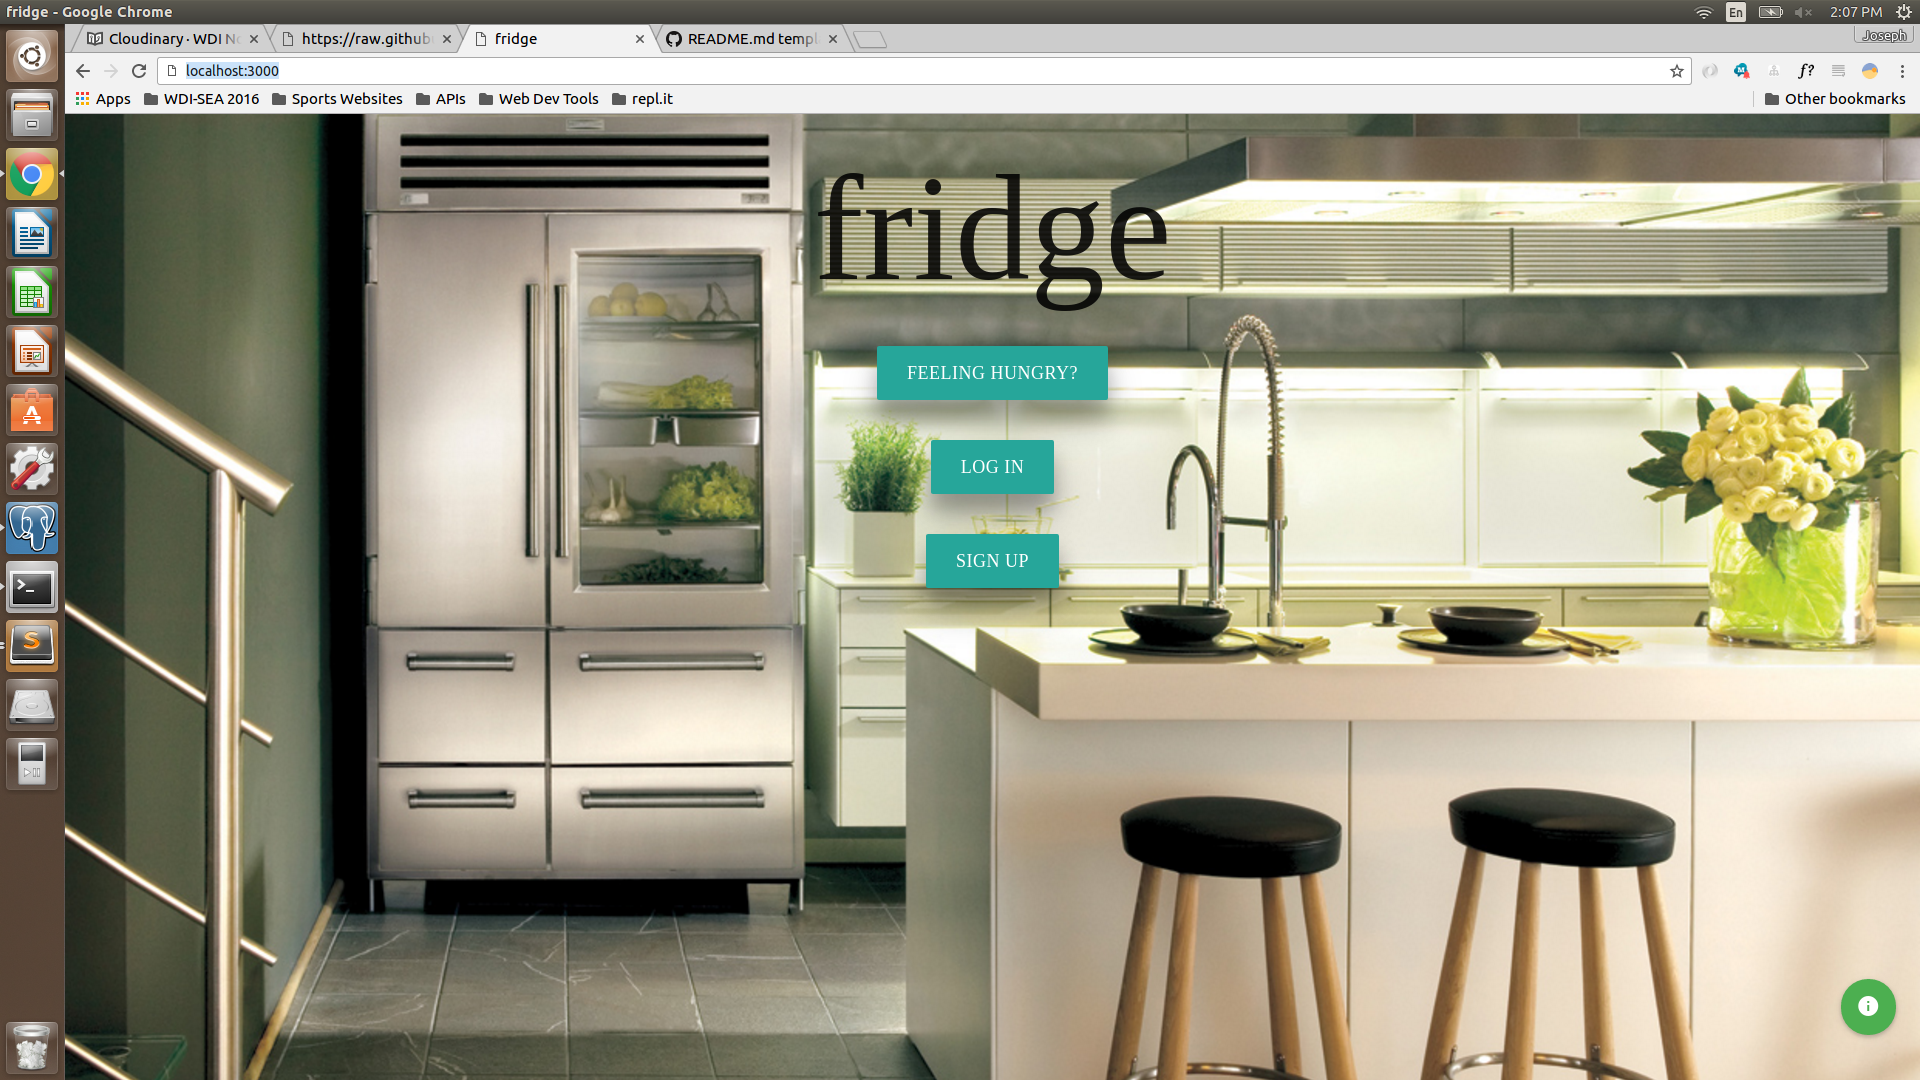 fridge - Google Chrome
En
2:07 PM
Cloudinary · WDI N
https://raw.github
fridge
README.md templ
Joseph
localhost:3000
f?
Apps
WDI-SEA 2016
Sports Websites
APIs
Web Dev Tools
repl.it
Other bookmarks
fridge
FEELING HUNGRY?
LOG IN
SIGN UP